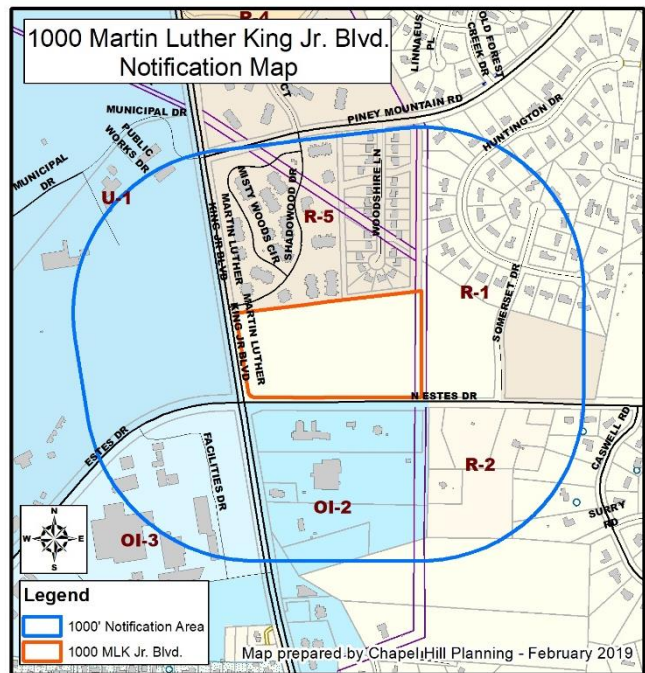 R-4
1000 Martin Luther King Jr. Blvd.
Notification Map
LINNAEUS
PL
OLD FOREST
CREEK DR
CT
MUNICIPAL DR
PINEY MOUNTAIN RD
HUNTINGTON DR
PUBLIC
WORKS DR
MUNICIPAL
DR
U-1
MISTY WOODS CIR
SHADOWOOD DR
WOODSHIRE LN
R-5
MARTIN LUTHER
KING JR BLVD
R-1
SOMERSET DR
MARTIN LUTHER
KING JR BLVD
N ESTES DR
ESTES DR
FACILITIES DR
CASWELL RD
R-2
OI-2
SURRY
RD
OI-3
N
W
E
S
Legend
1000' Notification Area
1000 MLK Jr. Blvd.
Map prepared by Chapel Hill Planning - February 2019